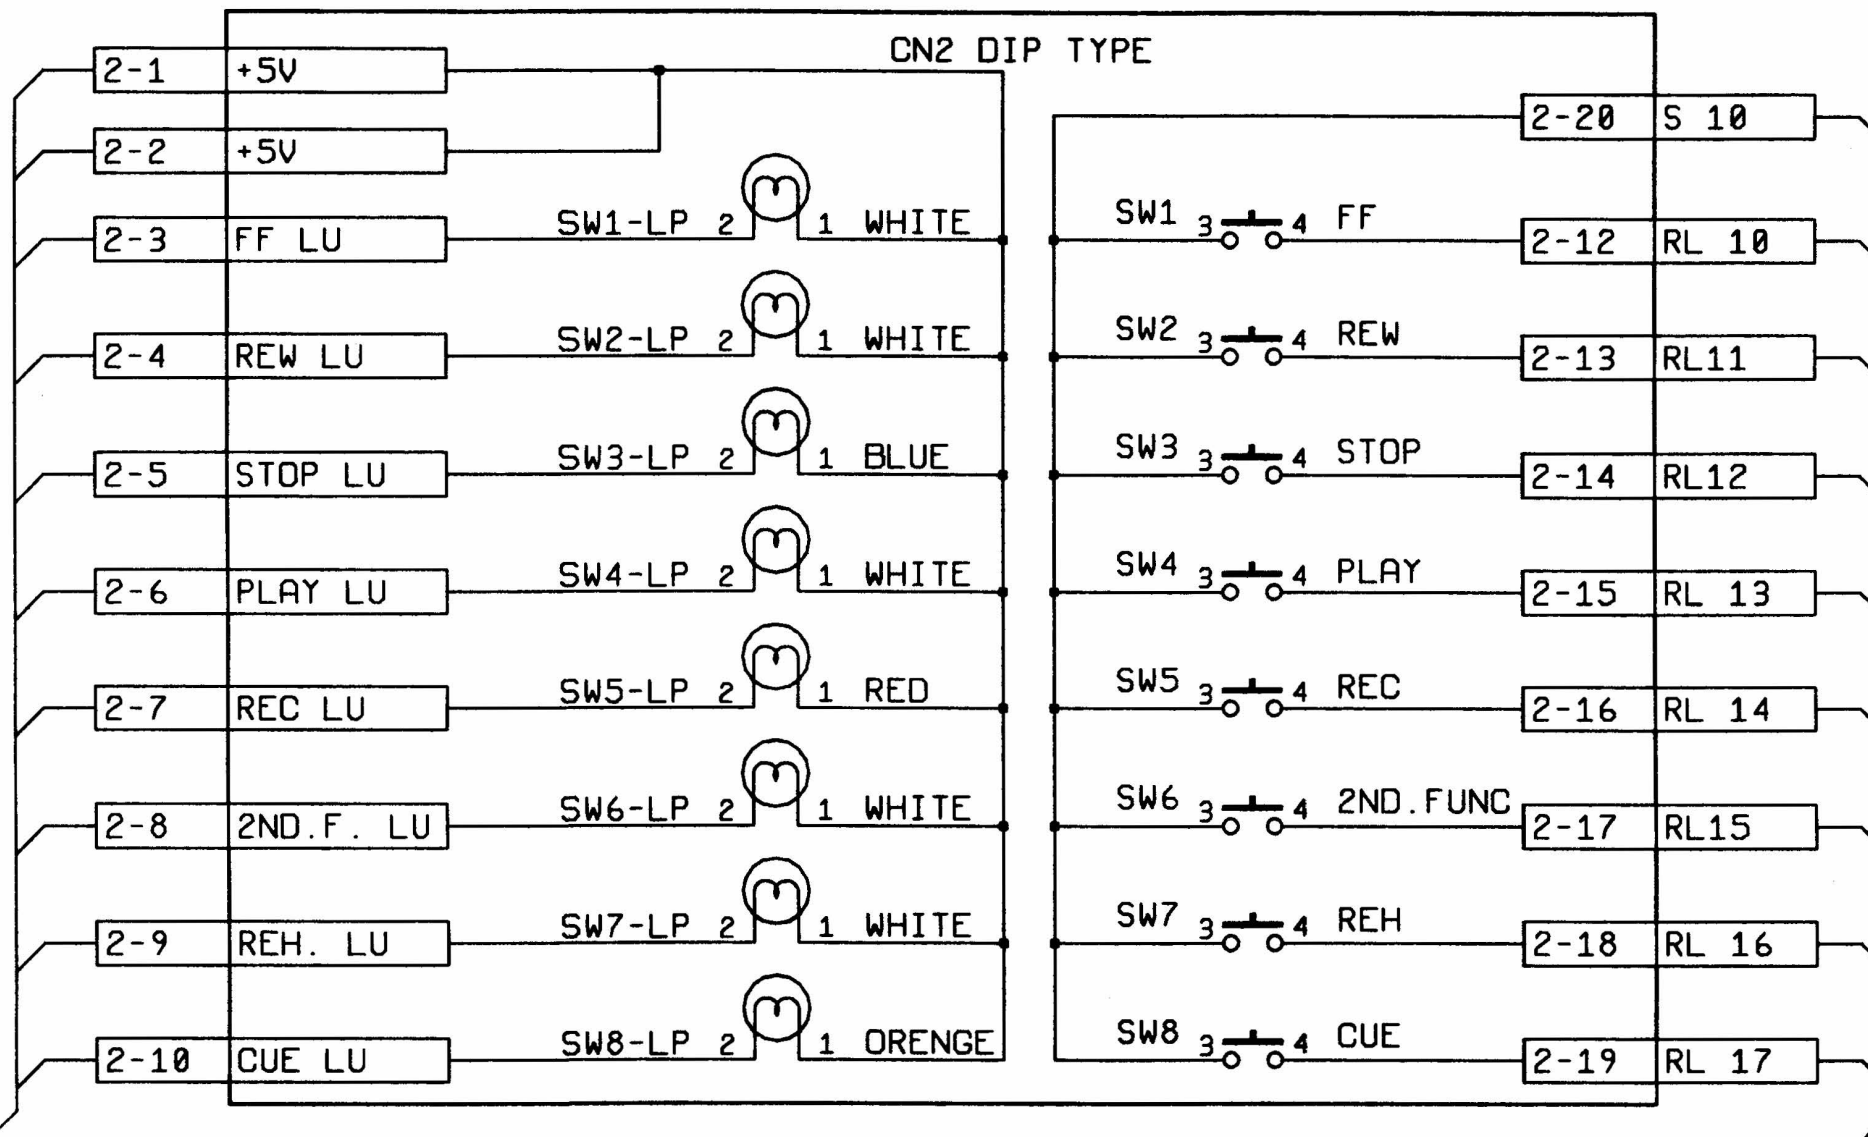 CN2 DIP TYPE
2-1 +5V
2-2 +5V
2-3 FF LU SW1-LP 2 1 WHITE
2-4 REW LU SW2-LP 2 1 WHITE
2-5 STOP LU SW3-LP 2 1 BLUE
2-6 PLAY LU SW4-LP 2 1 WHITE
2-7 REC LU SW5-LP 2 1 RED
2-8 2ND.F. LU SW6-LP 2 1 WHITE
2-9 REH. LU SW7-LP 2 1 WHITE
2-10 CUE LU SW8-LP 2 1 ORENGE
2-20 S 10
SW1 3 4 FF 2-12 RL 10
SW2 3 4 REW 2-13 RL11
SW3 3 4 STOP 2-14 RL12
SW4 3 4 PLAY 2-15 RL 13
SW5 3 4 REC 2-16 RL 14
SW6 3 4 2ND.FUNC 2-17 RL15
SW7 3 4 REH 2-18 RL 16
SW8 3 4 CUE 2-19 RL 17